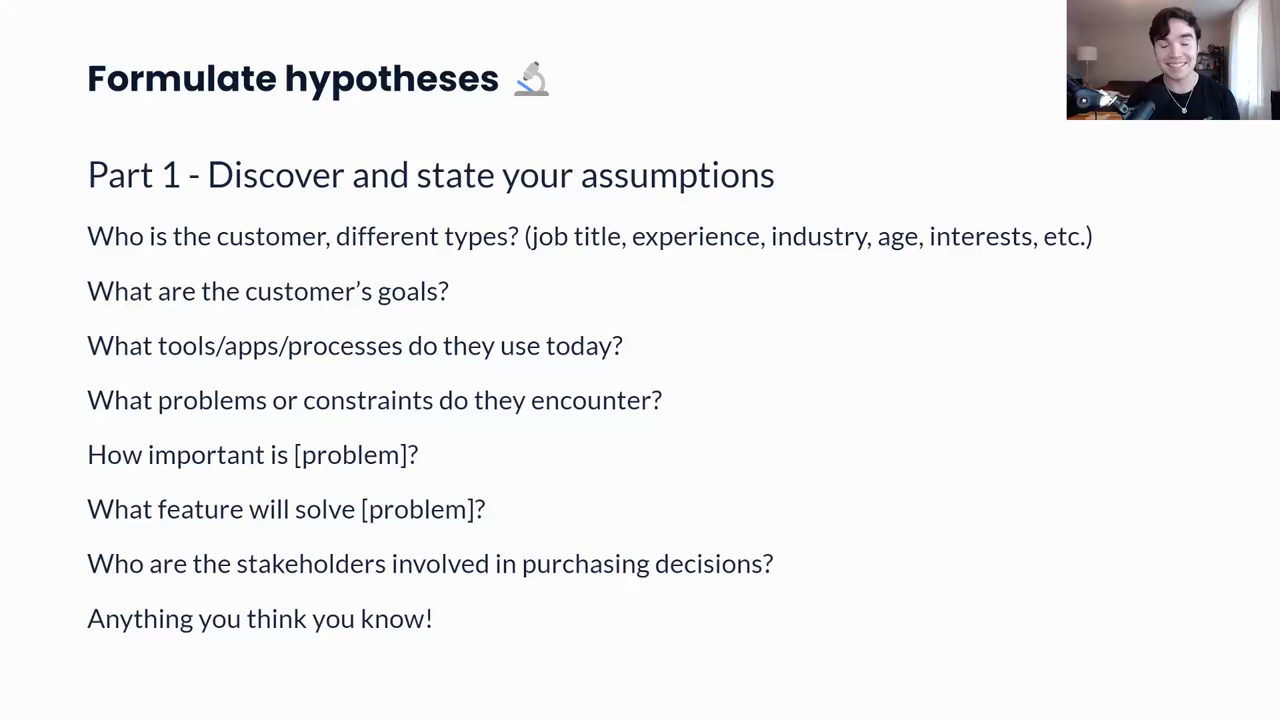 Formulate hypotheses
Part 1 - Discover and state your assumptions
Who is the customer, different types? (job title, experience, industry, age, interests, etc.)
What are the customer’s goals?
What tools/apps/processes do they use today?
What problems or constraints do they encounter?
How important is [problem]?
What feature will solve [problem]?
Who are the stakeholders involved in purchasing decisions?
Anything you think you know!